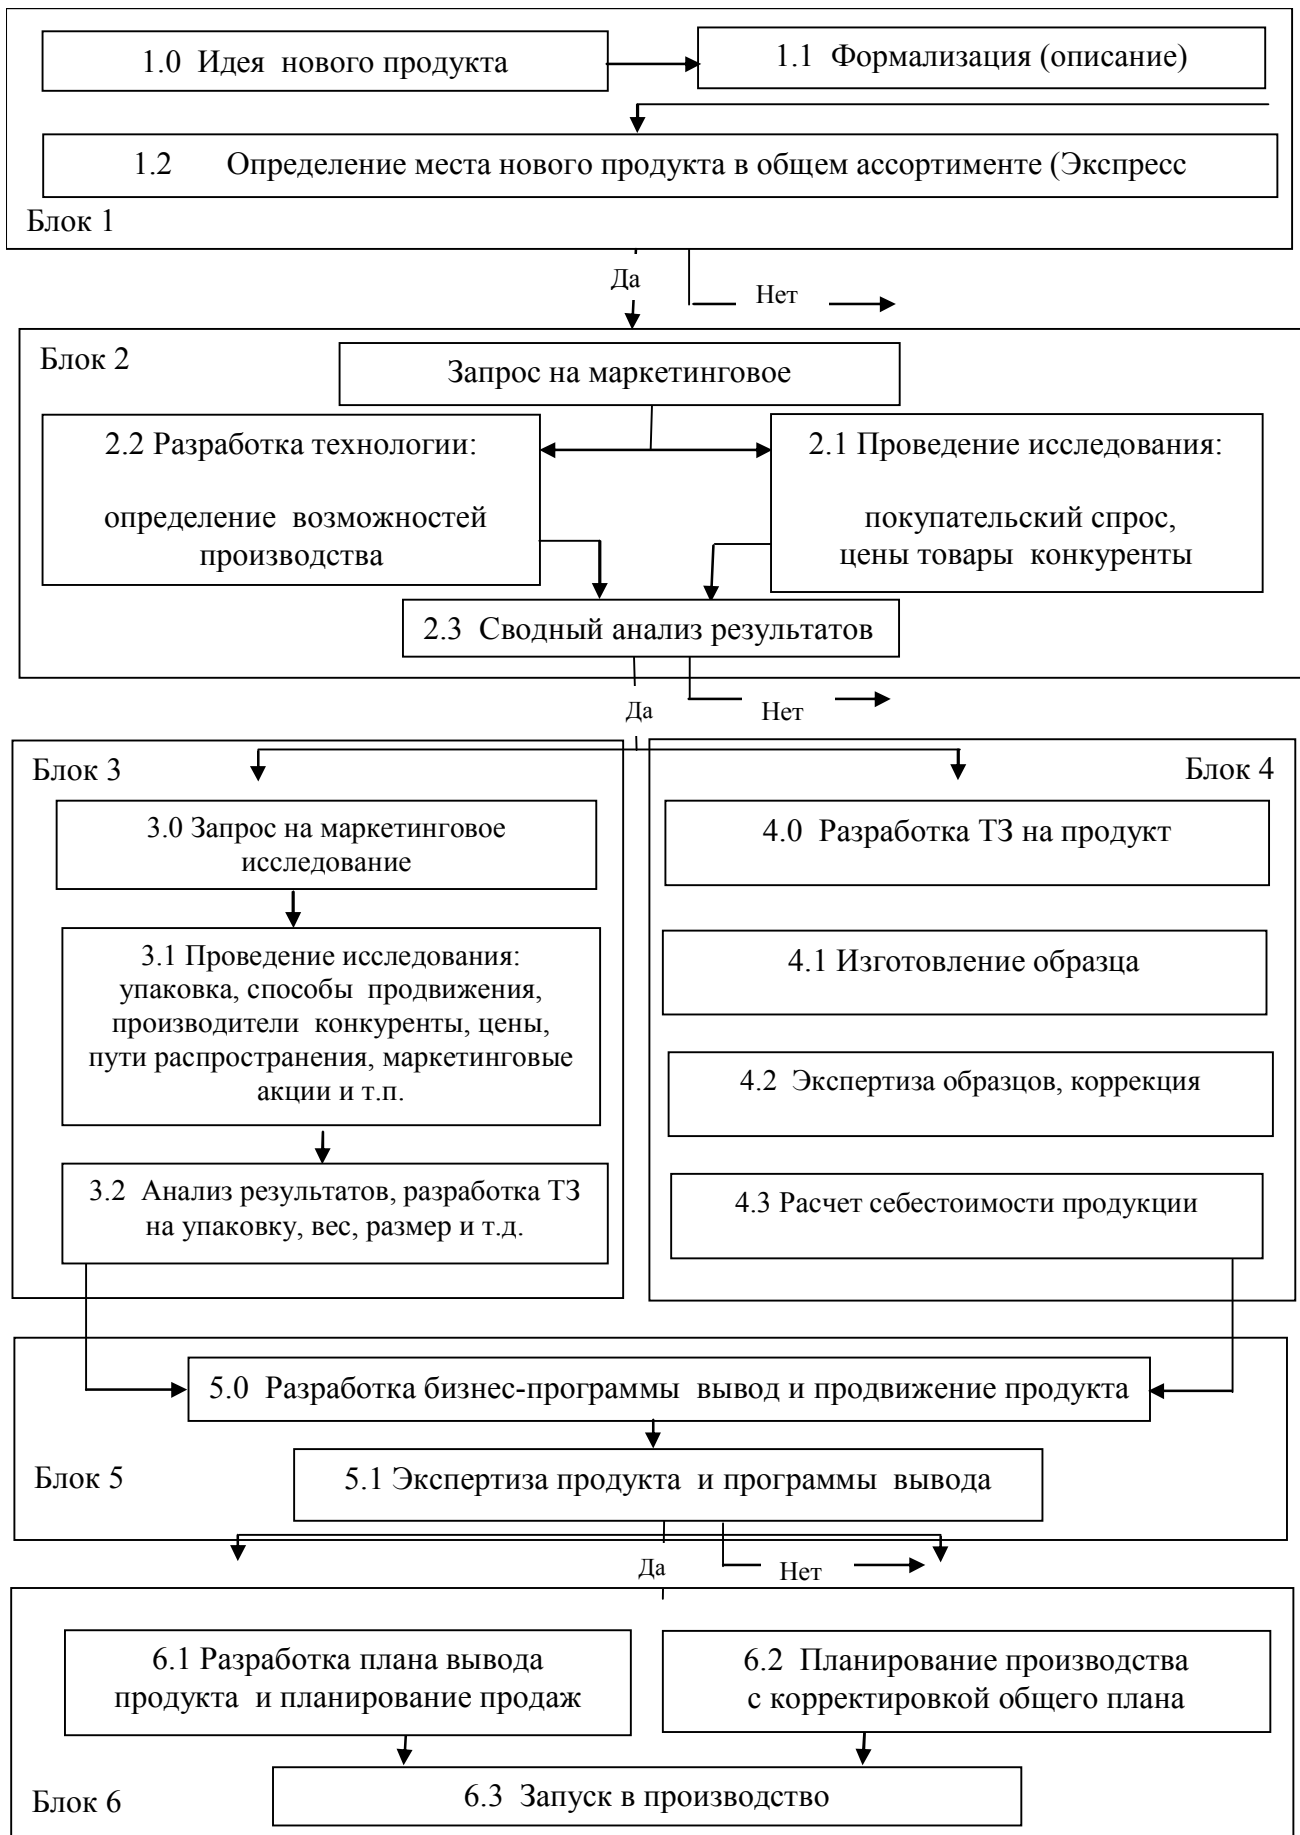 1.0 Идея нового продукта
1.1 Формализация (описание)
1.2 Определение места нового продукта в общем ассортименте (Экспресс
Блок 1
Да
Нет
Блок 2
Запрос на маркетинговое
2.2 Разработка технологии:
определение возможностей
производства
2.1 Проведение исследования:
покупательский спрос,
цены товары конкуренты
2.3 Сводный анализ результатов
Да
Нет
Блок 3
3.0 Запрос на маркетинговое
исследование
3.1 Проведение исследования:
упаковка, способы продвижения,
производители конкуренты, цены,
пути распространения, маркетинговые
акции и т.п.
3.2 Анализ результатов, разработка ТЗ
на упаковку, вес, размер и т.д.
Блок 4
4.0 Разработка ТЗ на продукт
4.1 Изготовление образца
4.2 Экспертиза образцов, коррекция
4.3 Расчет себестоимости продукции
5.0 Разработка бизнес-программы вывод и продвижение продукта
Блок 5
5.1 Экспертиза продукта и программы вывода
Да
Нет
6.1 Разработка плана вывода
продукта и планирование продаж
6.2 Планирование производства
с корректировкой общего плана
6.3 Запуск в производство
Блок 6